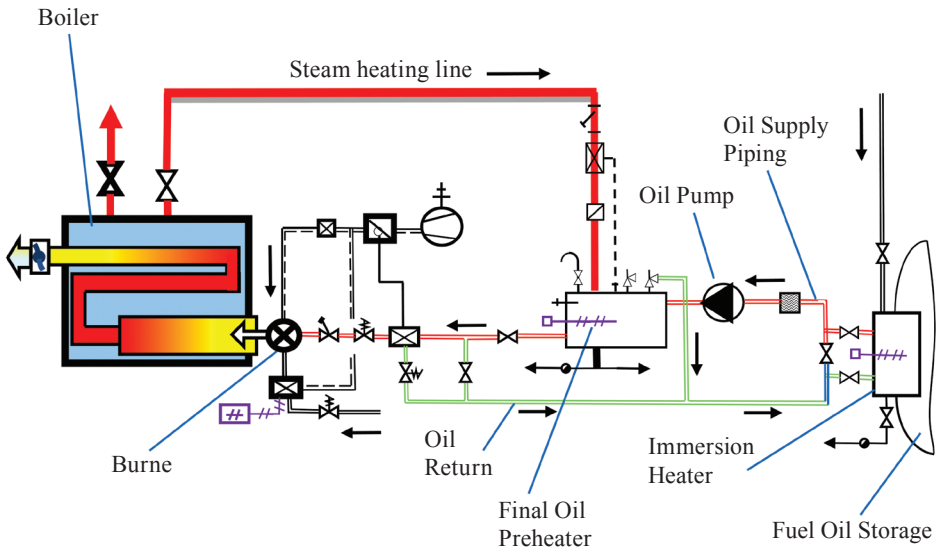 Boiler
Steam heating line
Oil Supply
Piping
Oil Pump
Burne
Oil
Return
Final Oil
Preheater
Immersion
Heater
Fuel Oil Storage